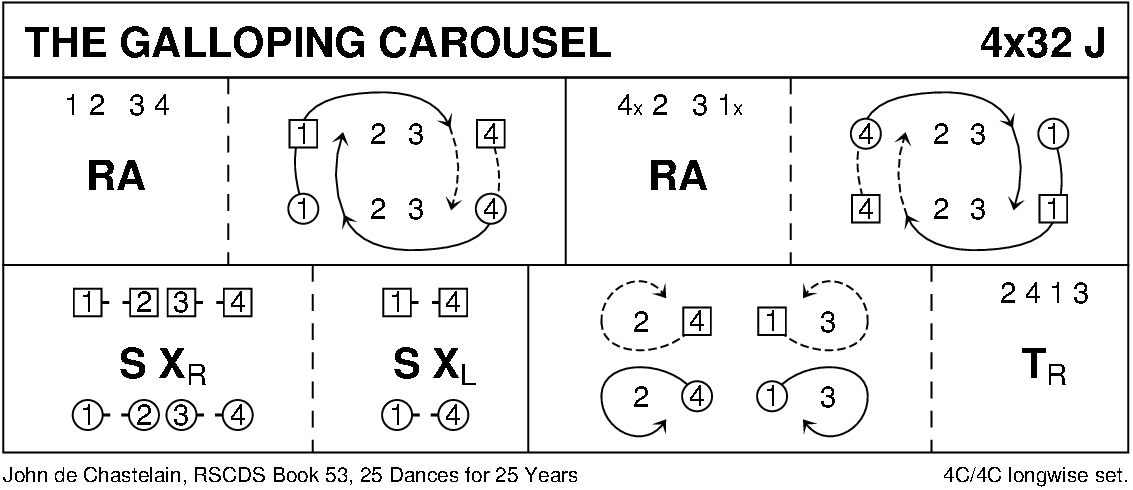 THE GALLOPING CAROUSEL 4x32 J
1 2 3 4 4x 2 3 1x
1 2 3 4 4 2 3 1
RA RA
1 2 3 4 4 2 3 1
1 2 3 4 1 4 2 4 1 3 2 4 1 3
S XR S XL TR
1 2 3 4 1 4 2 4 1 3
John de Chastelain, RSCDS Book 53, 25 Dances for 25 Years 4C/4C longwise set.